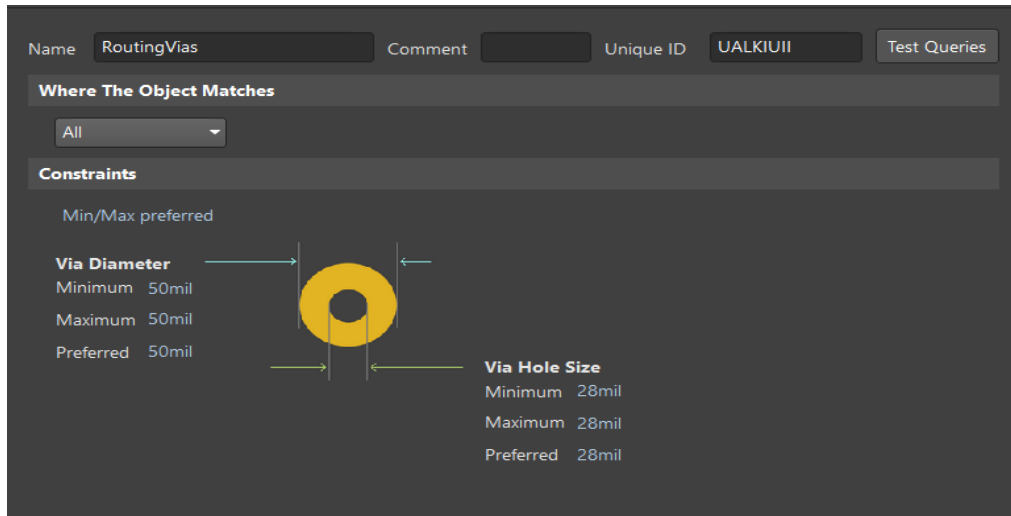 Name RoutingVias Comment Unique ID UALKIUII Test Queries
Where The Object Matches
All
Constraints
Min/Max preferred
Via Diameter
Minimum 50mil
Maximum 50mil
Preferred 50mil
Via Hole Size
Minimum 28mil
Maximum 28mil
Preferred 28mil